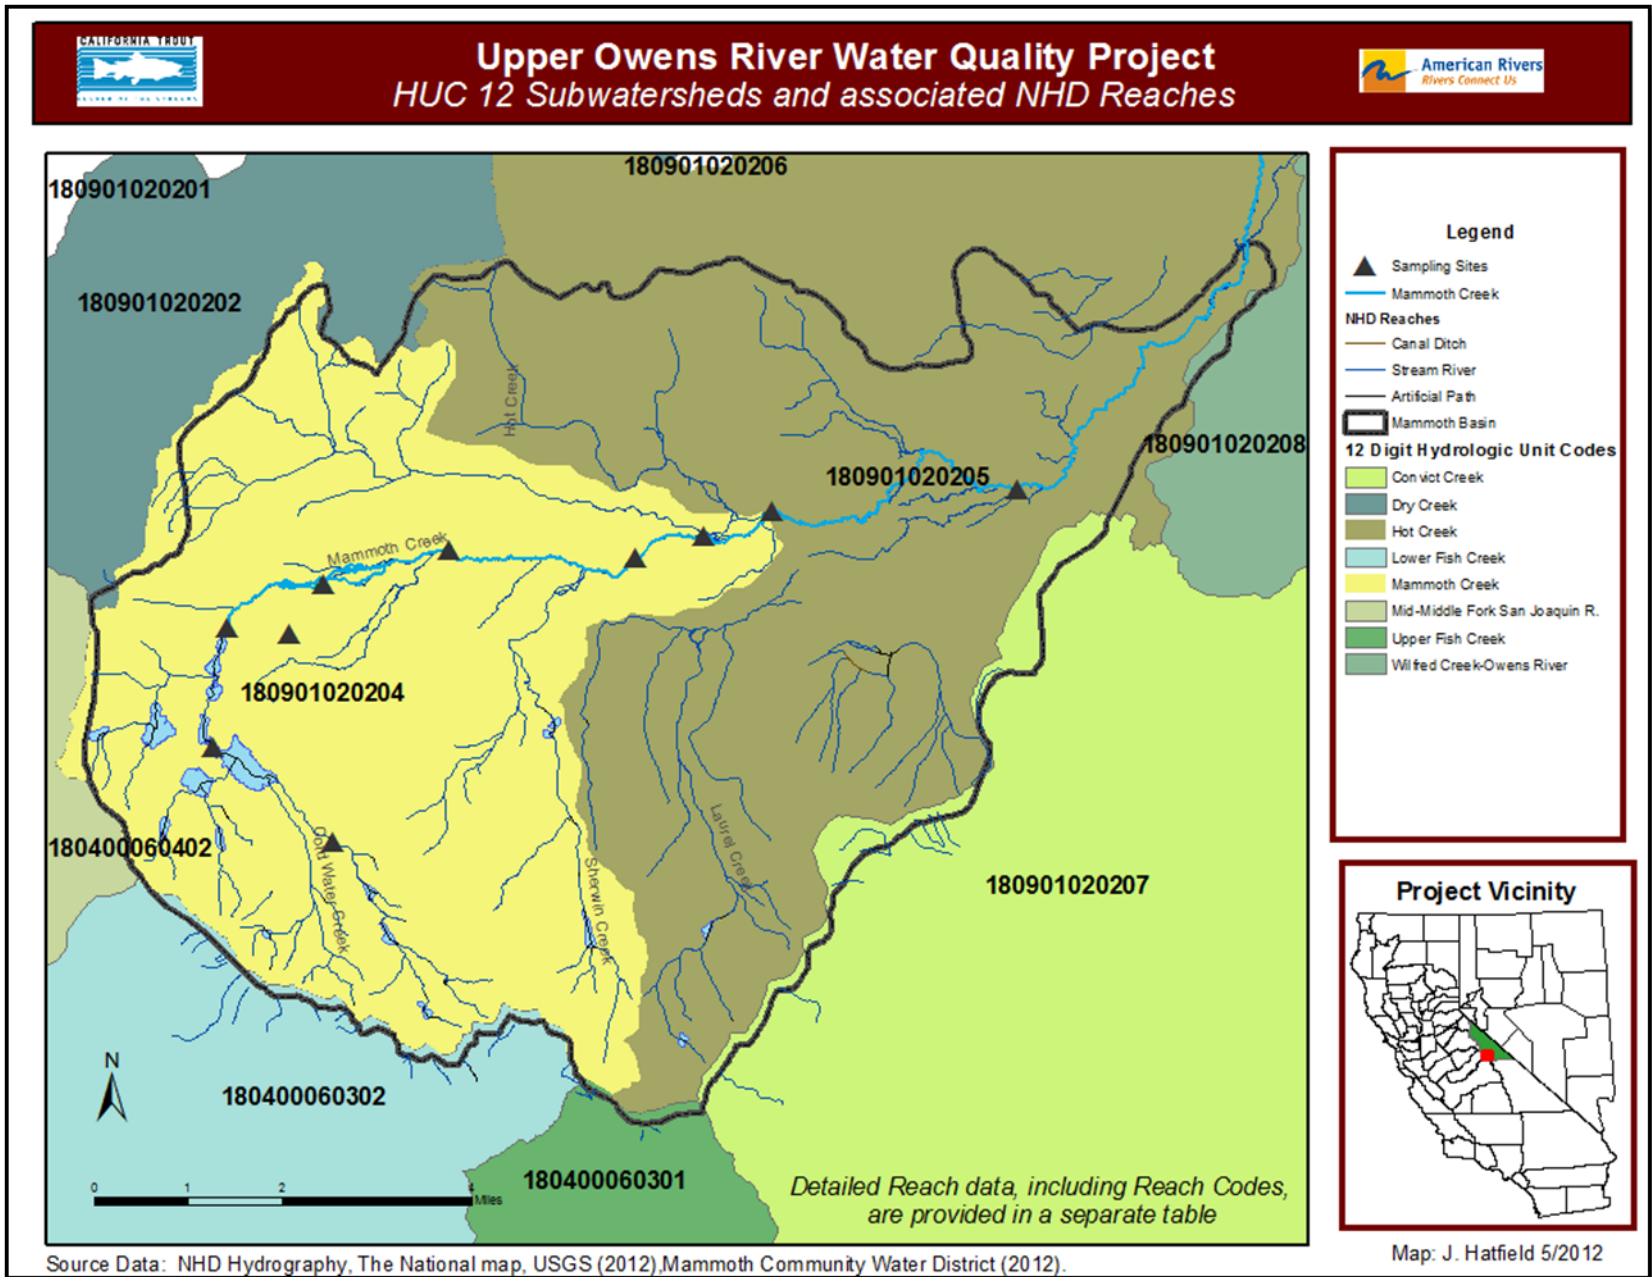 CALIFORNIA TROUT
Upper Owens River Water Quality Project
HUC 12 Subwatersheds and associated NHD Reaches
American Rivers
Rivers Connect Us
180901020201
180901020206
180901020202
Hot Creek
180901020208
180901020205
Mammoth Creek
180901020204
180400060402
Cold Water Creek
Sherwin Creek
Laurel Creek
180901020207
180400060302
180400060301
N
0 1 2 4
Miles
Detailed Reach data, including Reach Codes,
are provided in a separate table
Legend
Sampling Sites
Mammoth Creek
NHD Reaches
Canal Ditch
Stream River
Artificial Path
Mammoth Basin
12 Digit Hydrologic Unit Codes
Convict Creek
Dry Creek
Hot Creek
Lower Fish Creek
Mammoth Creek
Mid-Middle Fork San Joaquin R.
Upper Fish Creek
Wilfred Creek-Owens River
Project Vicinity
Source Data: NHD Hydrography, The National map, USGS (2012),Mammoth Community Water District (2012).
Map: J. Hatfield 5/2012